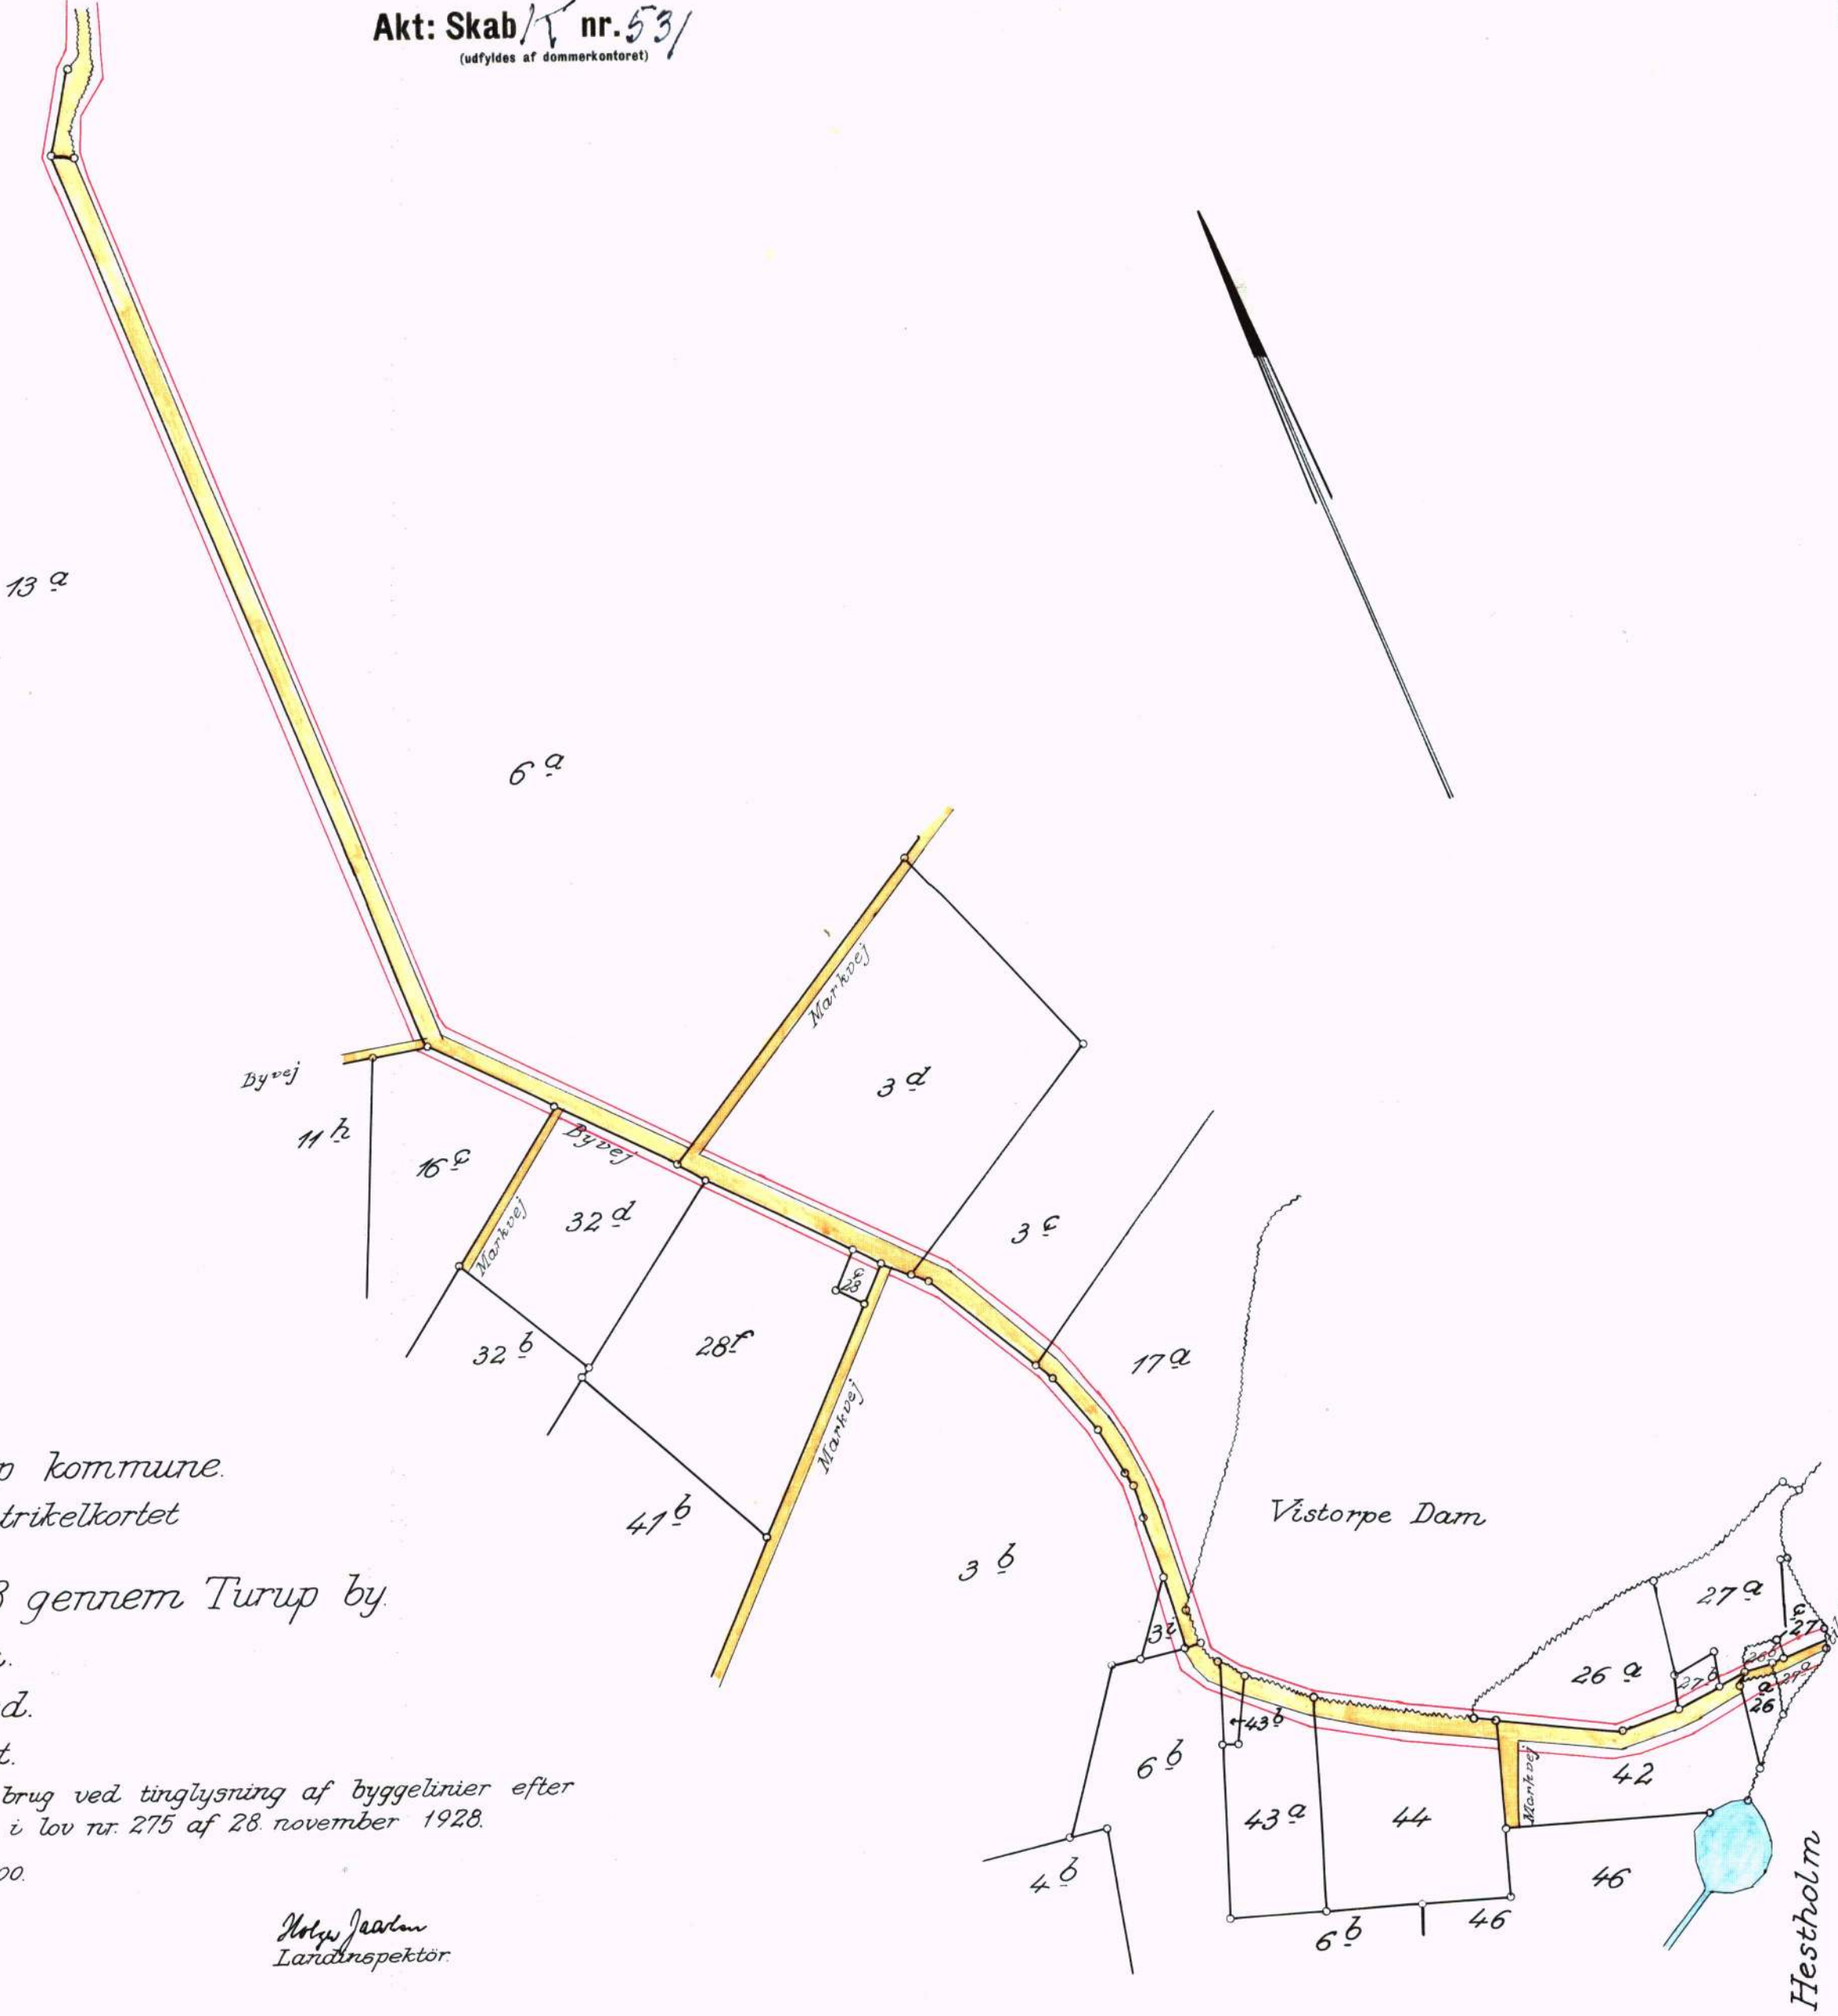 Akt: Skab K nr. 531
(udfyldes af dommerkontoret)
13 a
6 a
Markvej
3 d
Byvej
11 h
16 c
Byvej
32 d
Markvej
3 c
28
32 b
28 f
17 a
Markvej
41 b
3 b
Vistorpe Dam
27 a
27
3 i
26 a
27 b
26
←43 b
6 b
Markvej
42
43 a
44
4 b
46
6 b
46
Hestholm
kommune.
trikelkortet
gennem Turup by.
d.
t.
brug ved tinglysning af byggelinier efter
i lov nr. 275 af 28. november 1928.
00.
Landinspektör.